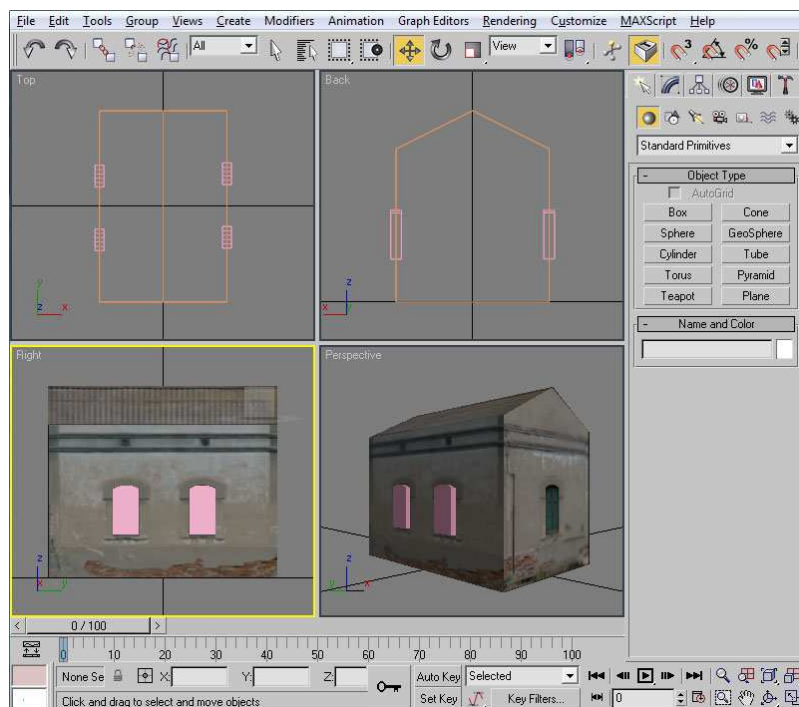 File Edit Tools Group Views Create Modifiers Animation Graph Editors Rendering Customize MAXScript Help
All
View
3
%
Top
Back
Standard Primitives
- Object Type
AutoGrid
Box Cone
Sphere GeoSphere
Cylinder Tube
Torus Pyramid
Teapot Plane
y
z x
z
x y
- Name and Color
Right
Perspective
z
x y
z
y x
< 0 / 100 >
0 10 20 30 40 50 60 70 80 90 100
None Se X: Y: Z: Auto Key Selected
Click and drag to select and move objects Set Key Key Filters... 0